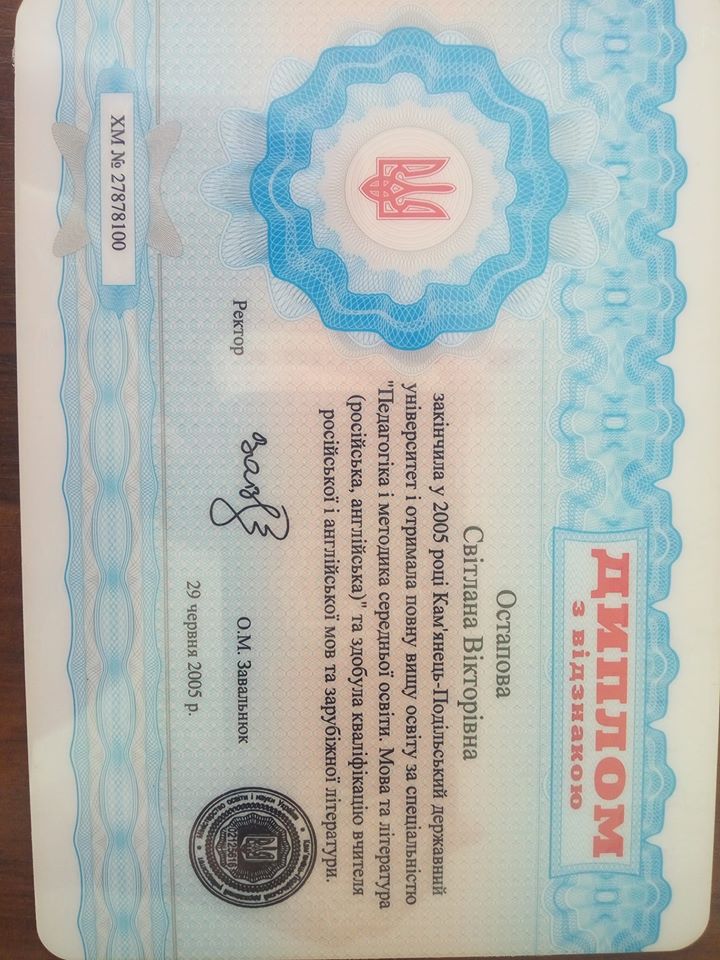 ДИПЛОМ
з відзнакою
Остапова
Світлана Вікторівна
закінчила у 2005 році Кам'янець-Подільський державний
університет і отримала повну вищу освіту за спеціальністю
"Педагогіка і методика середньої освіти. Мова та література
(російська, англійська)" та здобула кваліфікацію вчителя
російської і англійської мов та зарубіжної літератури.
Ректор
О.М. Завальнюк
29 червня 2005 р.
ХМ № 27878100